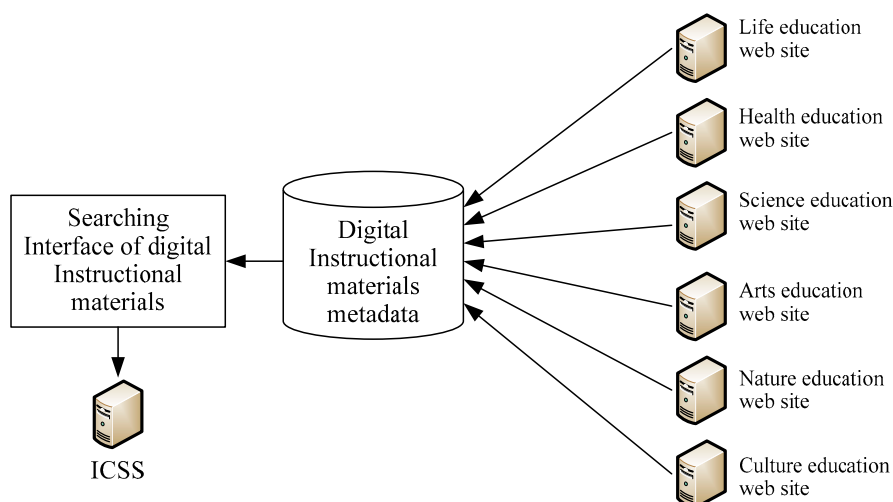 Life education
web site
Health education
web site
Science education
web site
Arts education
web site
Nature education
web site
Culture education
web site
Digital
Instructional
materials
metadata
Searching
Interface of digital
Instructional
materials
ICSS